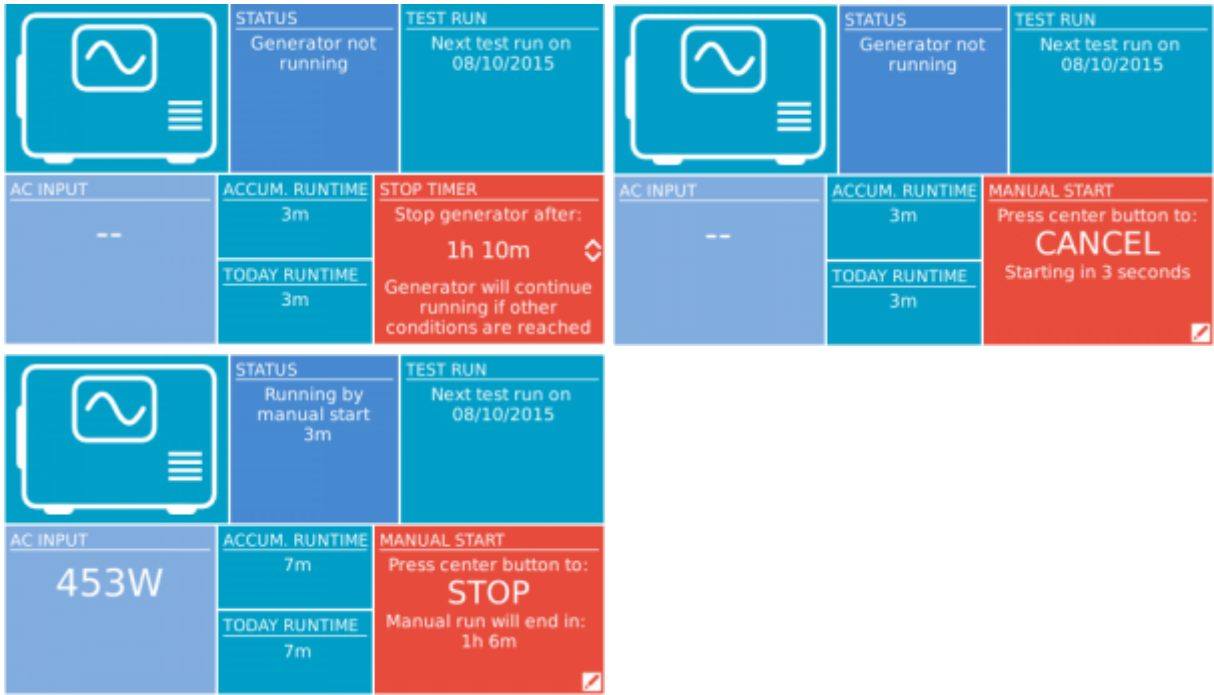 STATUS
Generator not
running
TEST RUN
Next test run on
08/10/2015
AC INPUT
--
ACCUM. RUNTIME
3m
TODAY RUNTIME
3m
STOP TIMER
Stop generator after:
1h 10m
Generator will continue
running if other
conditions are reached
STATUS
Generator not
running
TEST RUN
Next test run on
08/10/2015
AC INPUT
--
ACCUM. RUNTIME
3m
TODAY RUNTIME
3m
MANUAL START
Press center button to:
CANCEL
Starting in 3 seconds
STATUS
Running by
manual start
3m
TEST RUN
Next test run on
08/10/2015
AC INPUT
453W
ACCUM. RUNTIME
7m
TODAY RUNTIME
7m
MANUAL START
Press center button to:
STOP
Manual run will end in:
1h 6m